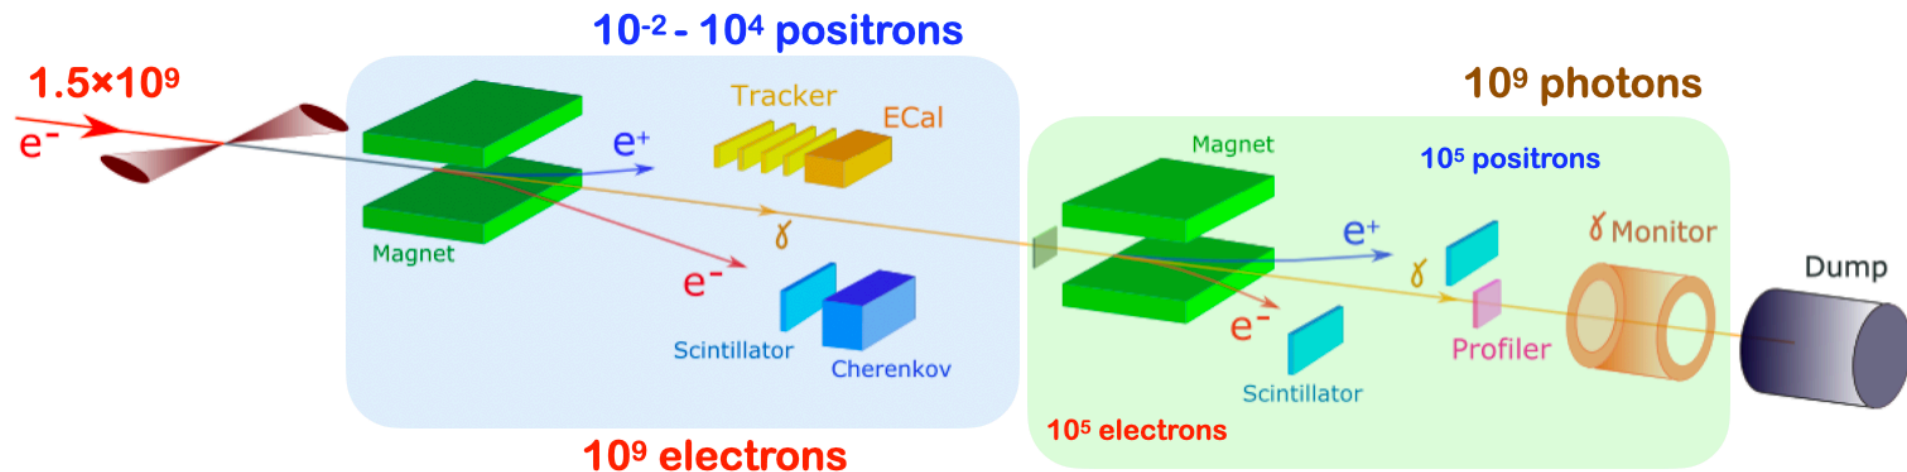 10⁻² - 10⁴ positrons
1.5×10⁹
e⁻
Tracker
ECal
e⁺
γ
Magnet
e⁻
Scintillator
Cherenkov
10⁹ electrons
10⁹ photons
Magnet
10⁵ positrons
e⁺
γ
γ Monitor
e⁻
Profiler
Scintillator
10⁵ electrons
Dump